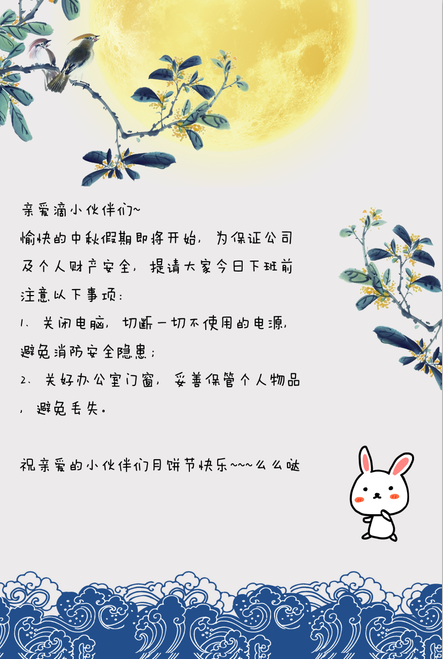 亲爱滴小伙伴们~
愉快的中秋假期即将开始, 为保证公司
及个人财产安全, 提请大家今日下班前
注意以下事项:
1. 关闭电脑, 切断一切不使用的电源,
避免消防安全隐患;
2. 关好办公室门窗, 妥善保管个人物品
, 避免丢失。
祝亲爱的小伙伴们月饼节快乐~~~么么哒